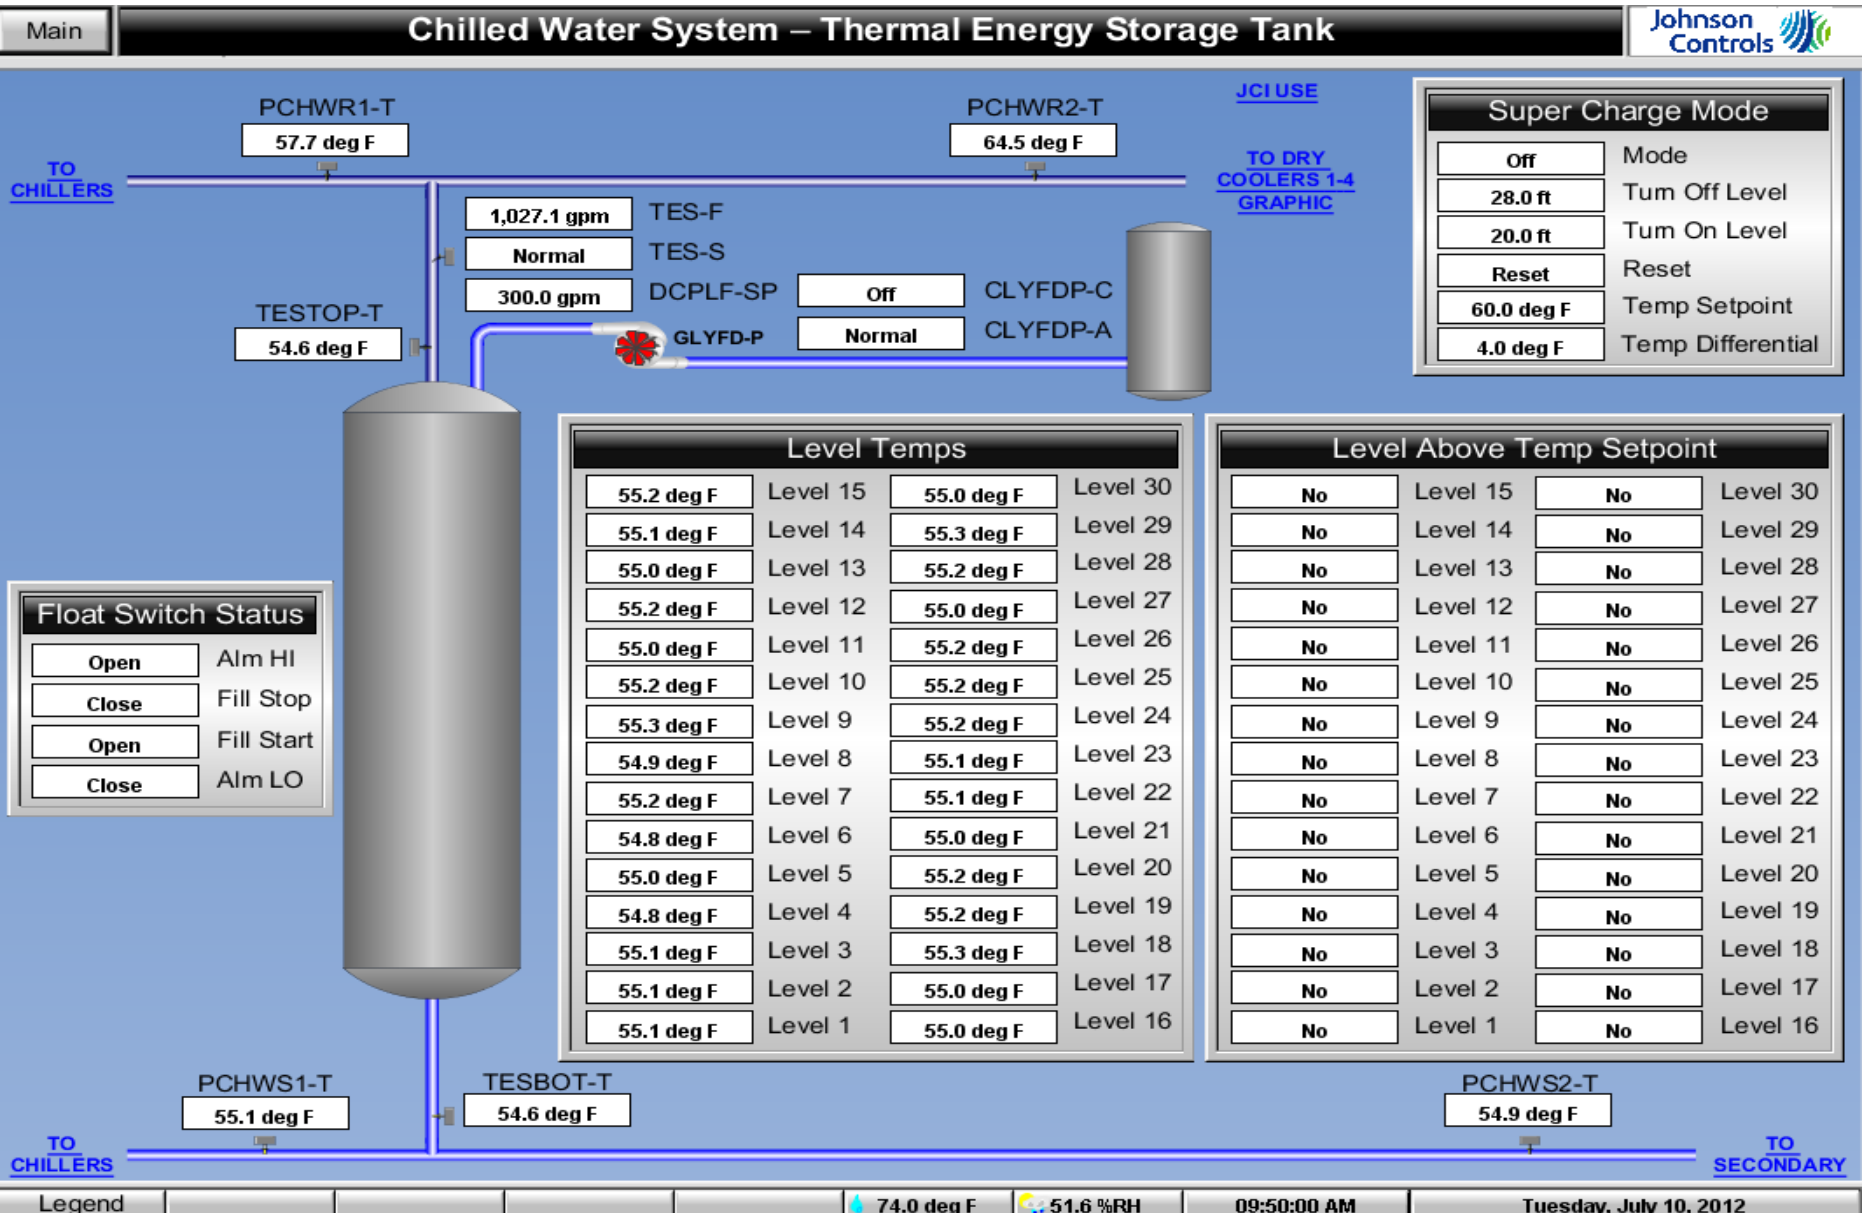 Main
Chilled Water System – Thermal Energy Storage Tank
Johnson
Controls
PCHWR1-T
57.7 deg F
PCHWR2-T
64.5 deg F
JCI USE
TO
CHILLERS
TO DRY
COOLERS 1-4
GRAPHIC
1,027.1 gpm TES-F
Normal TES-S
300.0 gpm DCPLF-SP
Off CLYFDP-C
Normal CLYFDP-A
GLYFD-P
TESTOP-T
54.6 deg F
Super Charge Mode
Off Mode
28.0 ft Turn Off Level
20.0 ft Turn On Level
Reset Reset
60.0 deg F Temp Setpoint
4.0 deg F Temp Differential
Float Switch Status
Open Alm HI
Close Fill Stop
Open Fill Start
Close Alm LO
Level Temps
55.2 deg F Level 15 55.0 deg F Level 30
55.1 deg F Level 14 55.3 deg F Level 29
55.0 deg F Level 13 55.2 deg F Level 28
55.2 deg F Level 12 55.0 deg F Level 27
55.0 deg F Level 11 55.2 deg F Level 26
55.2 deg F Level 10 55.2 deg F Level 25
55.3 deg F Level 9 55.2 deg F Level 24
54.9 deg F Level 8 55.1 deg F Level 23
55.2 deg F Level 7 55.1 deg F Level 22
54.8 deg F Level 6 55.0 deg F Level 21
55.0 deg F Level 5 55.2 deg F Level 20
54.8 deg F Level 4 55.2 deg F Level 19
55.1 deg F Level 3 55.3 deg F Level 18
55.1 deg F Level 2 55.0 deg F Level 17
55.1 deg F Level 1 55.0 deg F Level 16
Level Above Temp Setpoint
No Level 15 No Level 30
No Level 14 No Level 29
No Level 13 No Level 28
No Level 12 No Level 27
No Level 11 No Level 26
No Level 10 No Level 25
No Level 9 No Level 24
No Level 8 No Level 23
No Level 7 No Level 22
No Level 6 No Level 21
No Level 5 No Level 20
No Level 4 No Level 19
No Level 3 No Level 18
No Level 2 No Level 17
No Level 1 No Level 16
PCHWS1-T
55.1 deg F
TESBOT-T
54.6 deg F
PCHWS2-T
54.9 deg F
TO
CHILLERS
TO
SECONDARY
Legend 74.0 deg F 51.6 %RH 09:50:00 AM Tuesday, July 10, 2012